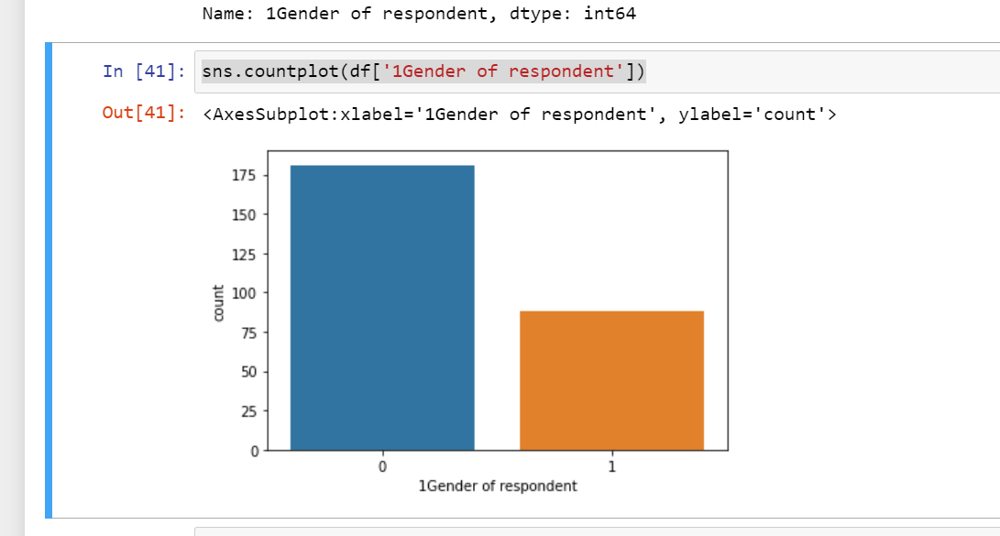 Name: 1Gender of respondent, dtype: int64
In [41]: sns.countplot(df['1Gender of respondent'])
Out[41]: <AxesSubplot:xlabel='1Gender of respondent', ylabel='count'>
175
150
125
100
75
50
25
0
count
0 1
1Gender of respondent